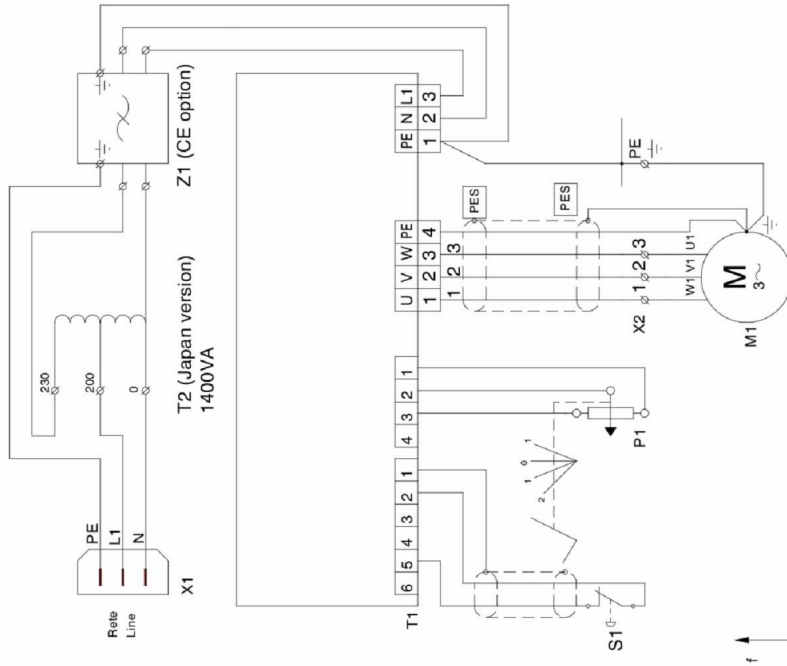 Rete
Line
X1
PE
L1
N
230
200
0
T2 (Japan version)
1400VA
Z1 (CE option)
T1
6 5 4 3 2 1
4 3 2 1
U V W PE
1 2 3 4
PE N L1
1 2 3
1 2 3
PES
PES
PE
X2
1 2 3
W1 V1 U1
M
3~
M1
P1
2 1 0 1
S1
f